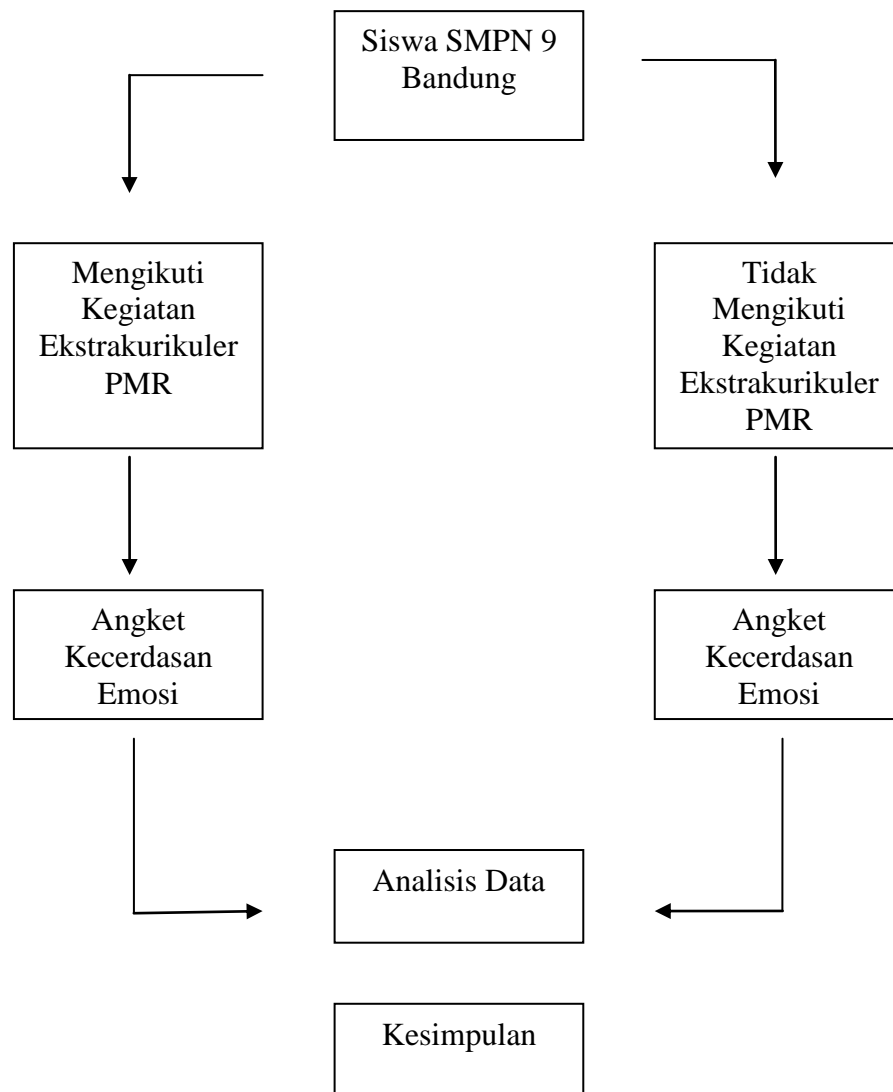 Siswa SMPN 9
Bandung
Mengikuti
Kegiatan
Ekstrakurikuler
PMR
Tidak
Mengikuti
Kegiatan
Ekstrakurikuler
PMR
Angket
Kecerdasan
Emosi
Angket
Kecerdasan
Emosi
Analisis Data
Kesimpulan